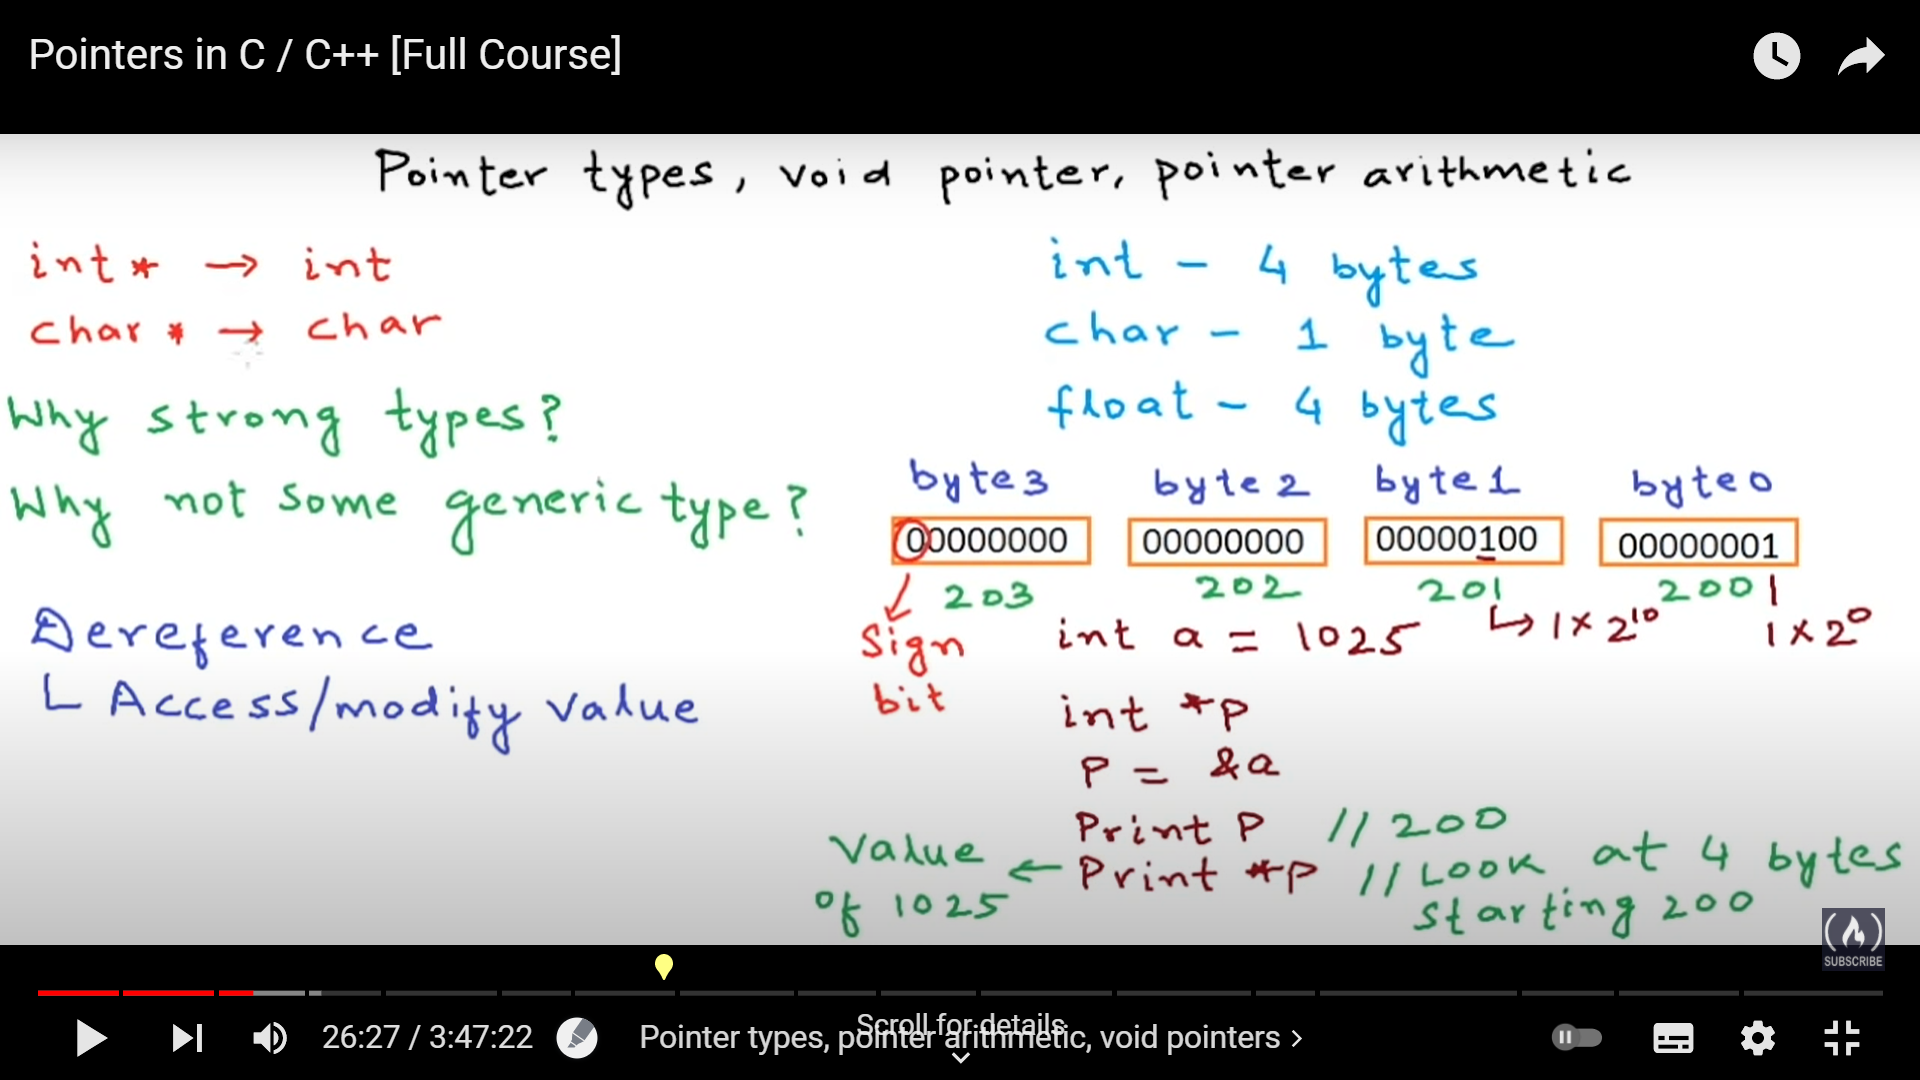 Pointers in C / C++ [Full Course]
Pointer types, void pointer, pointer arithmetic
int* → int
char * → char
Why strong types?
Why not some generic type?
Dereference
Access/modify value
int - 4 bytes
char - 1 byte
float - 4 bytes
byte3 byte2 byte1 byte0
00000000 00000000 00000100 00000001
203 202 201 200
Sign bit
int a = 1025
1 x 2^10
1 x 2^0
int *p
P = &a
Print P // 200
Print *p // Look at 4 bytes starting 200
Value of 1025
SUBSCRIBE
26:27 / 3:47:22
Pointer types, pointer arithmetic, void pointers >
Scroll for details